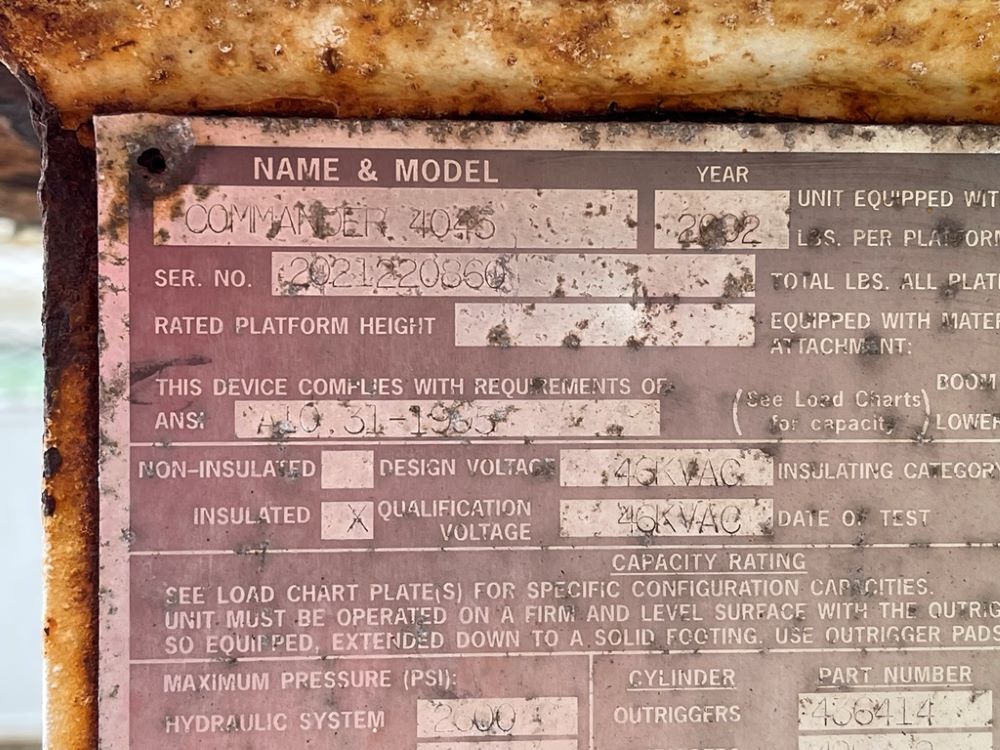 NAME & MODEL YEAR
COMMANDER 4045 2002 UNIT EQUIPPED WIT
LBS. PER PLATFORM
SER. NO. 2021220860 TOTAL LBS. ALL PLATF
RATED PLATFORM HEIGHT EQUIPPED WITH MATER
ATTACHMENT:
THIS DEVICE COMPLIES WITH REQUIREMENTS OF BOOM
ANSI A10.31-1995 (See Load Charts for capacity) LOWER
NON-INSULATED DESIGN VOLTAGE 46KVAC INSULATING CATEGORY
INSULATED X QUALIFICATION VOLTAGE 46KVAC DATE OF TEST
CAPACITY RATING
SEE LOAD CHART PLATE(S) FOR SPECIFIC CONFIGURATION CAPACITIES.
UNIT MUST BE OPERATED ON A FIRM AND LEVEL SURFACE WITH THE OUTRIG
SO EQUIPPED, EXTENDED DOWN TO A SOLID FOOTING. USE OUTRIGGER PADS
MAXIMUM PRESSURE (PSI): CYLINDER PART NUMBER
HYDRAULIC SYSTEM 2600 OUTRIGGERS 436414